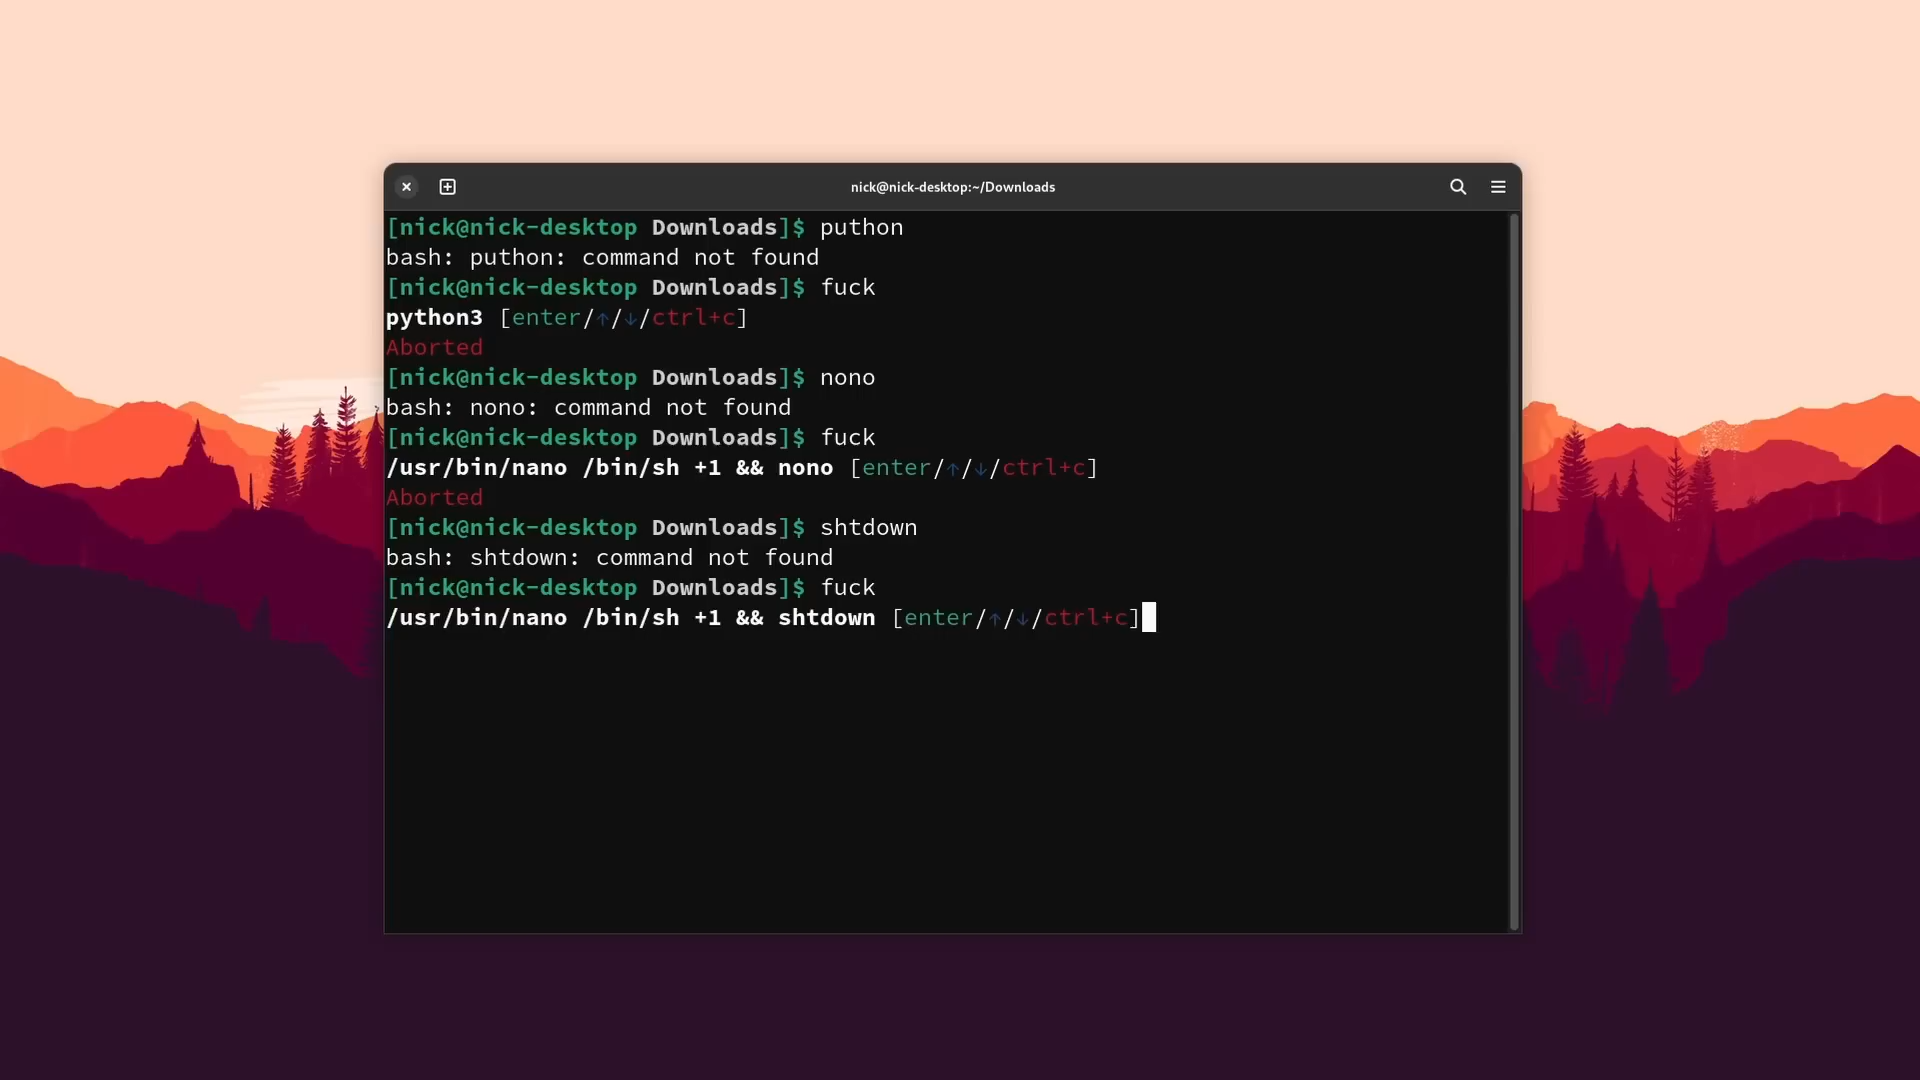 nick@nick-desktop:~/Downloads
[nick@nick-desktop Downloads]$ puthon
bash: puthon: command not found
[nick@nick-desktop Downloads]$ fuck
python3 [enter/↑/↓/ctrl+c]
Aborted
[nick@nick-desktop Downloads]$ nono
bash: nono: command not found
[nick@nick-desktop Downloads]$ fuck
/usr/bin/nano /bin/sh +1 && nono [enter/↑/↓/ctrl+c]
Aborted
[nick@nick-desktop Downloads]$ shtdown
bash: shtdown: command not found
[nick@nick-desktop Downloads]$ fuck
/usr/bin/nano /bin/sh +1 && shtdown [enter/↑/↓/ctrl+c]